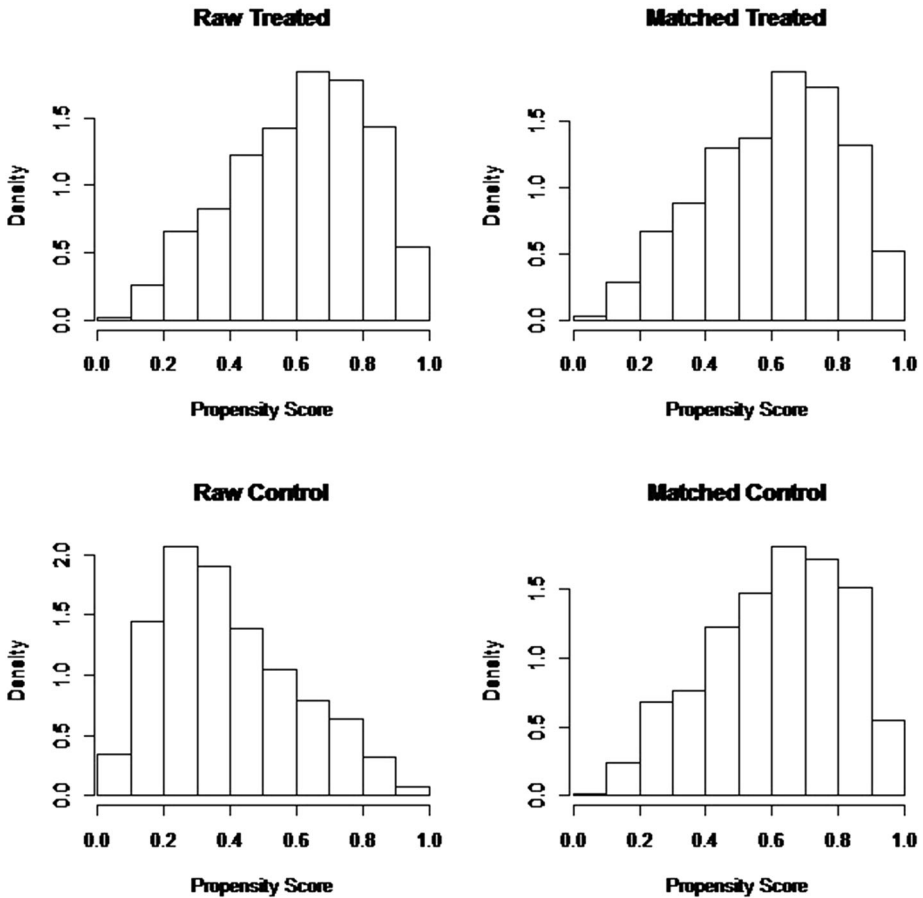 Raw Treated
Density
0.0 0.5 1.0 1.5
0.0 0.2 0.4 0.6 0.8 1.0
Propensity Score
Matched Treated
Density
0.0 0.5 1.0 1.5
0.0 0.2 0.4 0.6 0.8 1.0
Propensity Score
Raw Control
Density
0.0 0.5 1.0 1.5 2.0
0.0 0.2 0.4 0.6 0.8 1.0
Propensity Score
Matched Control
Density
0.0 0.5 1.0 1.5
0.0 0.2 0.4 0.6 0.8 1.0
Propensity Score